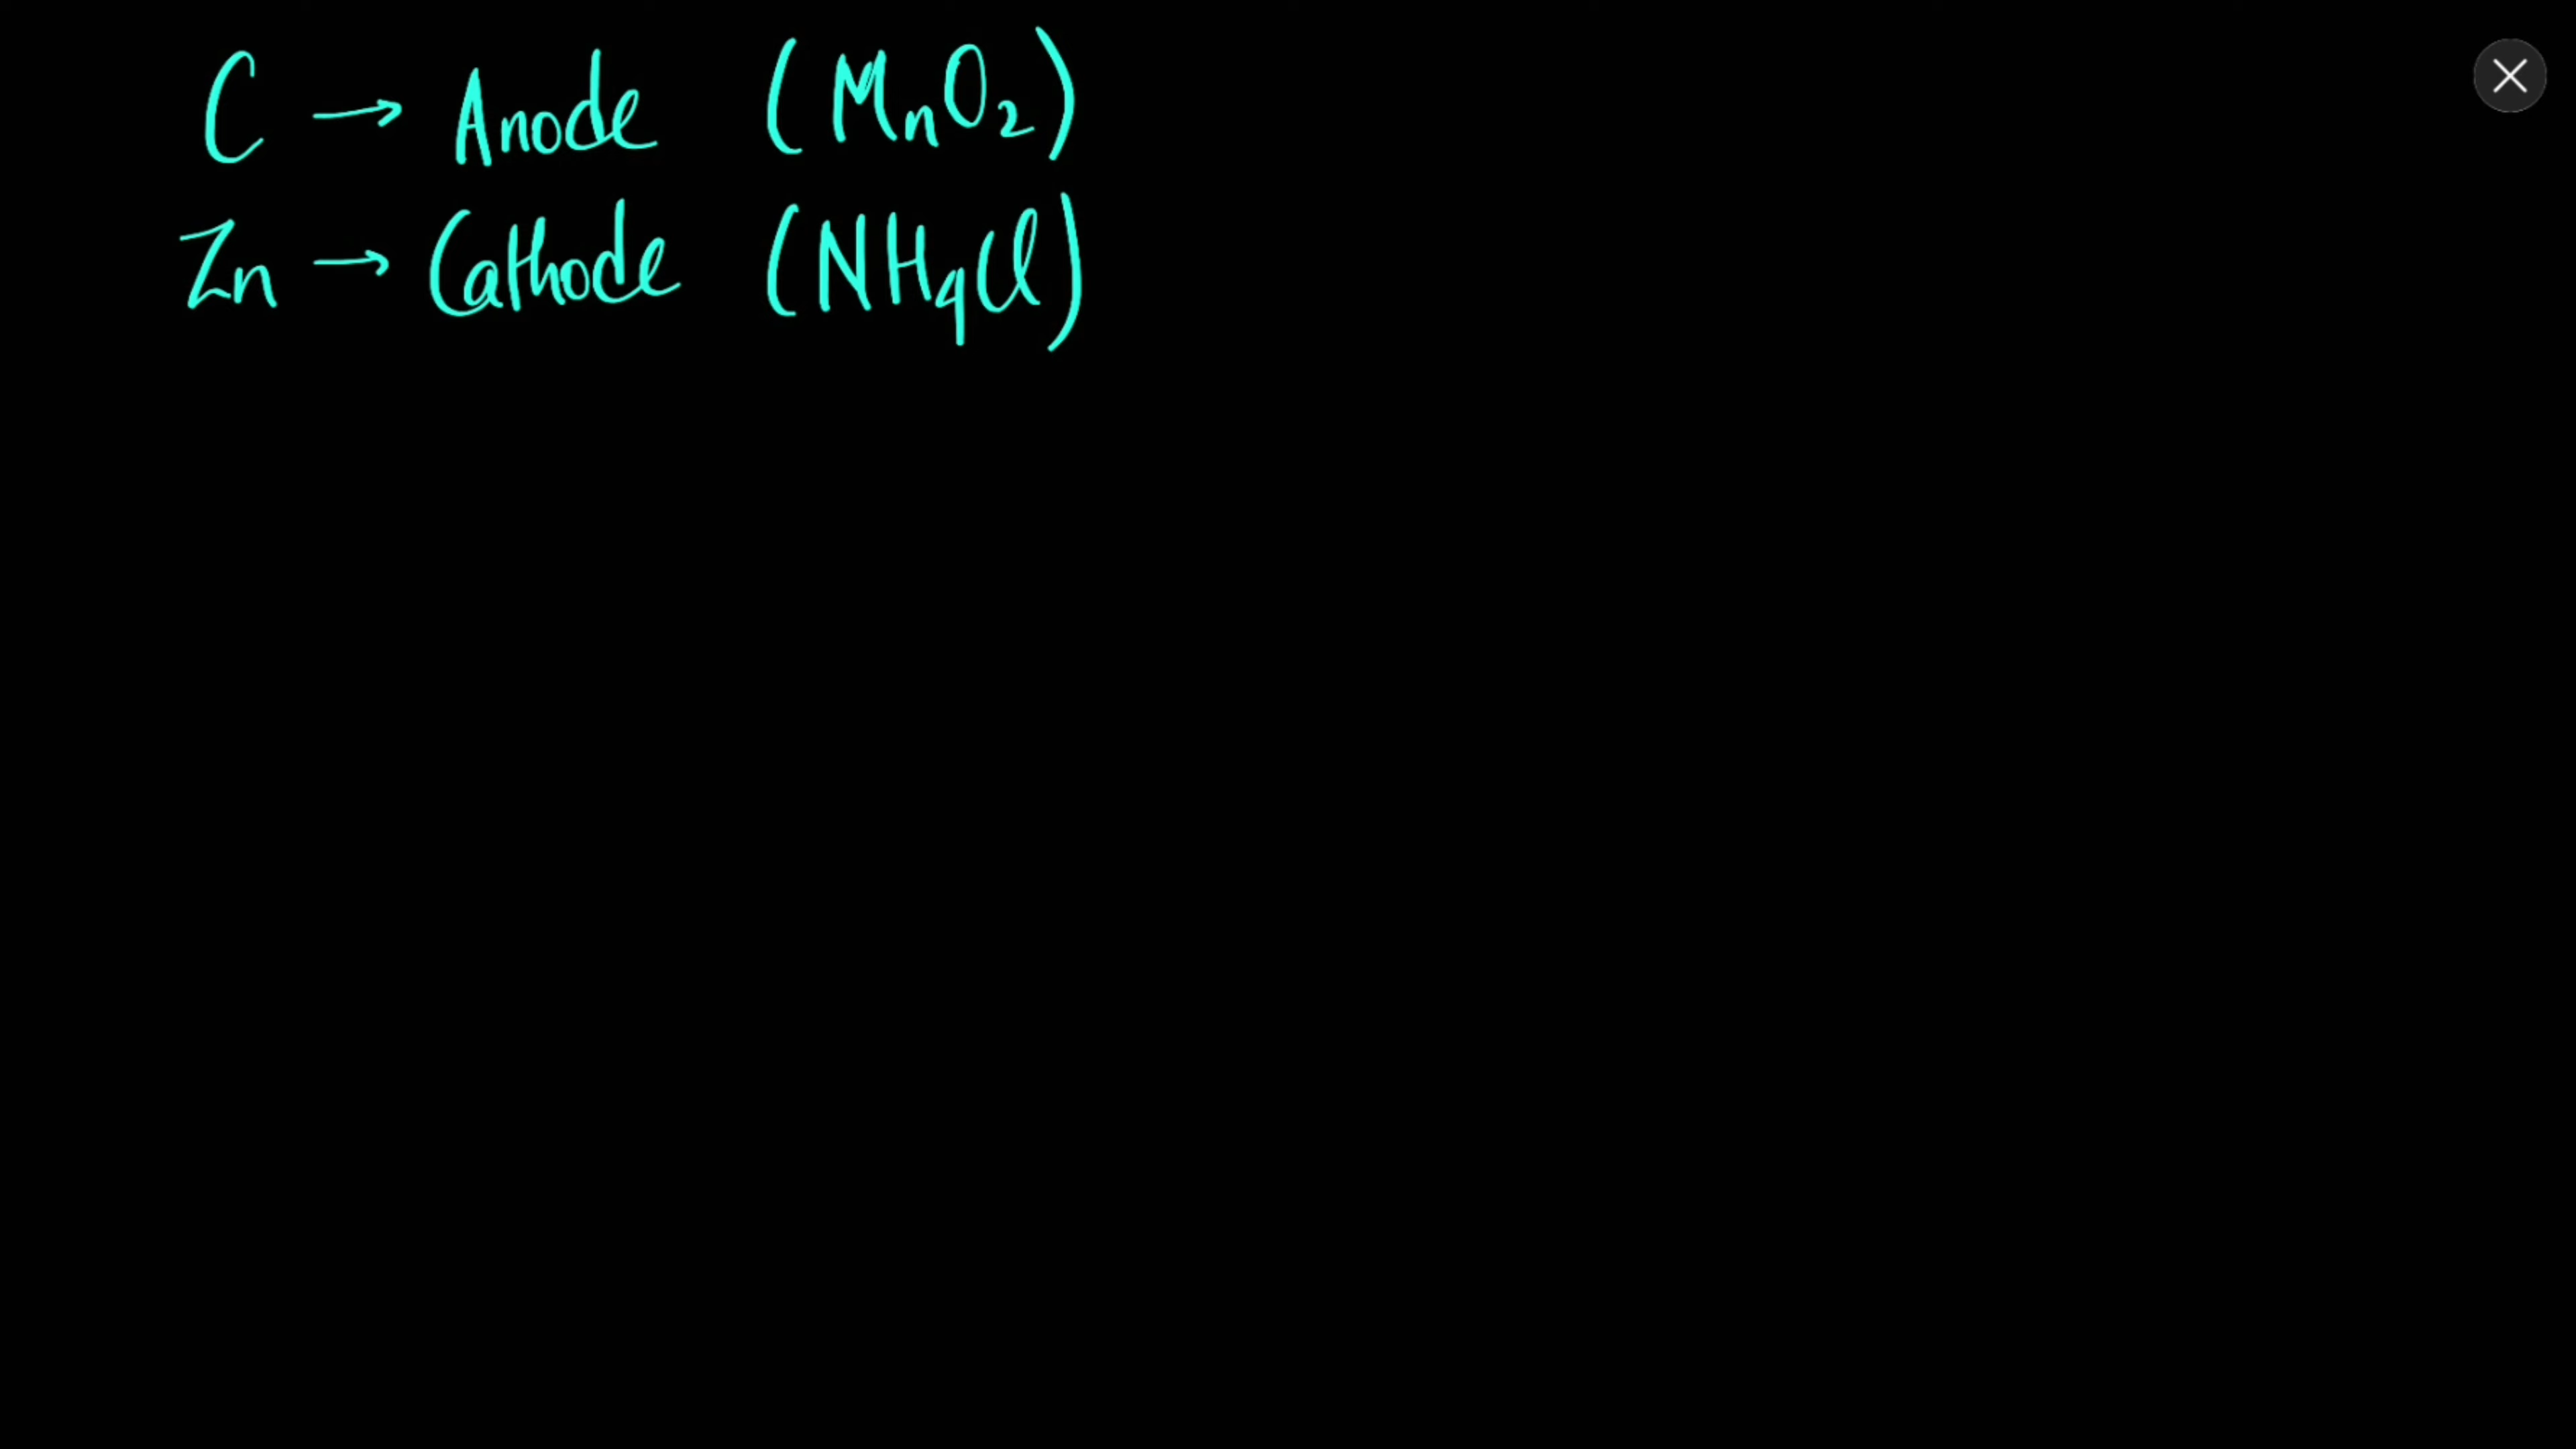 C → Anode (MnO₂)
Zn → Cathode (NH₄Cl)